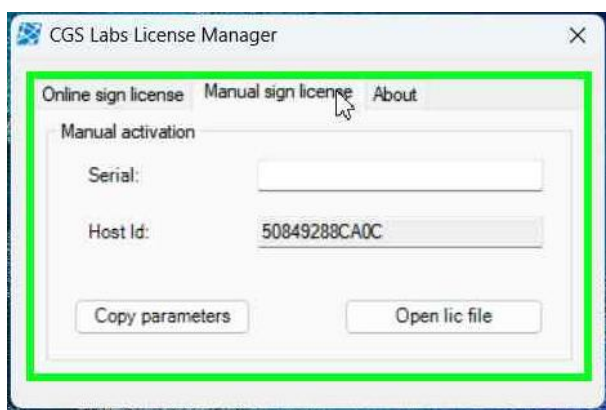 CGS Labs License Manager
Online sign license Manual sign license About
Manual activation
Serial:
Host Id: 50849288CA0C
Copy parameters Open lic file